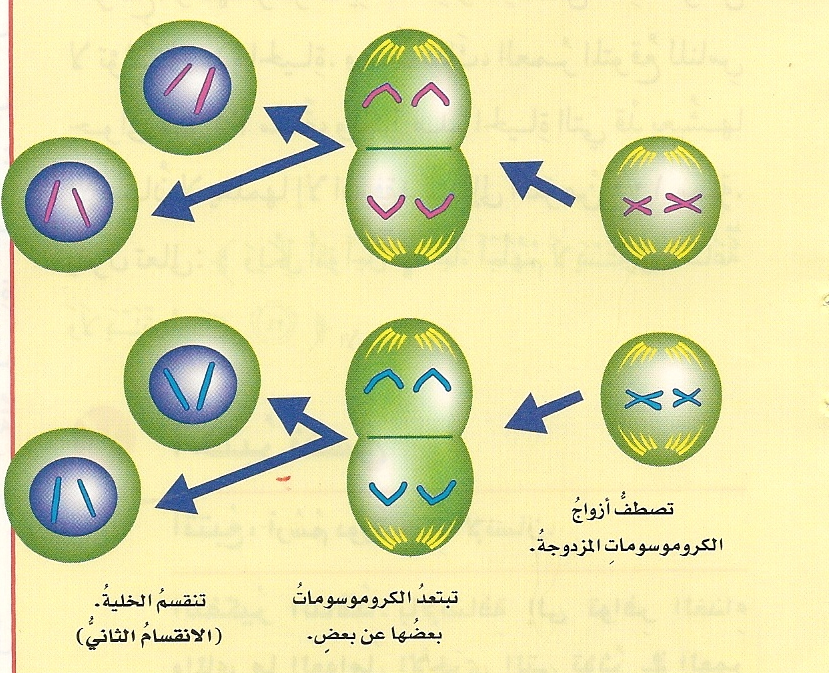 تصطفُّ أزواجُ
الكروموسوماتِ المزدوجةُ.
تبتعدُ الكروموسوماتُ
بعضُها عن بعضٍ.
تنقسمُ الخليةُ.
(الانقسامُ الثانيُّ)